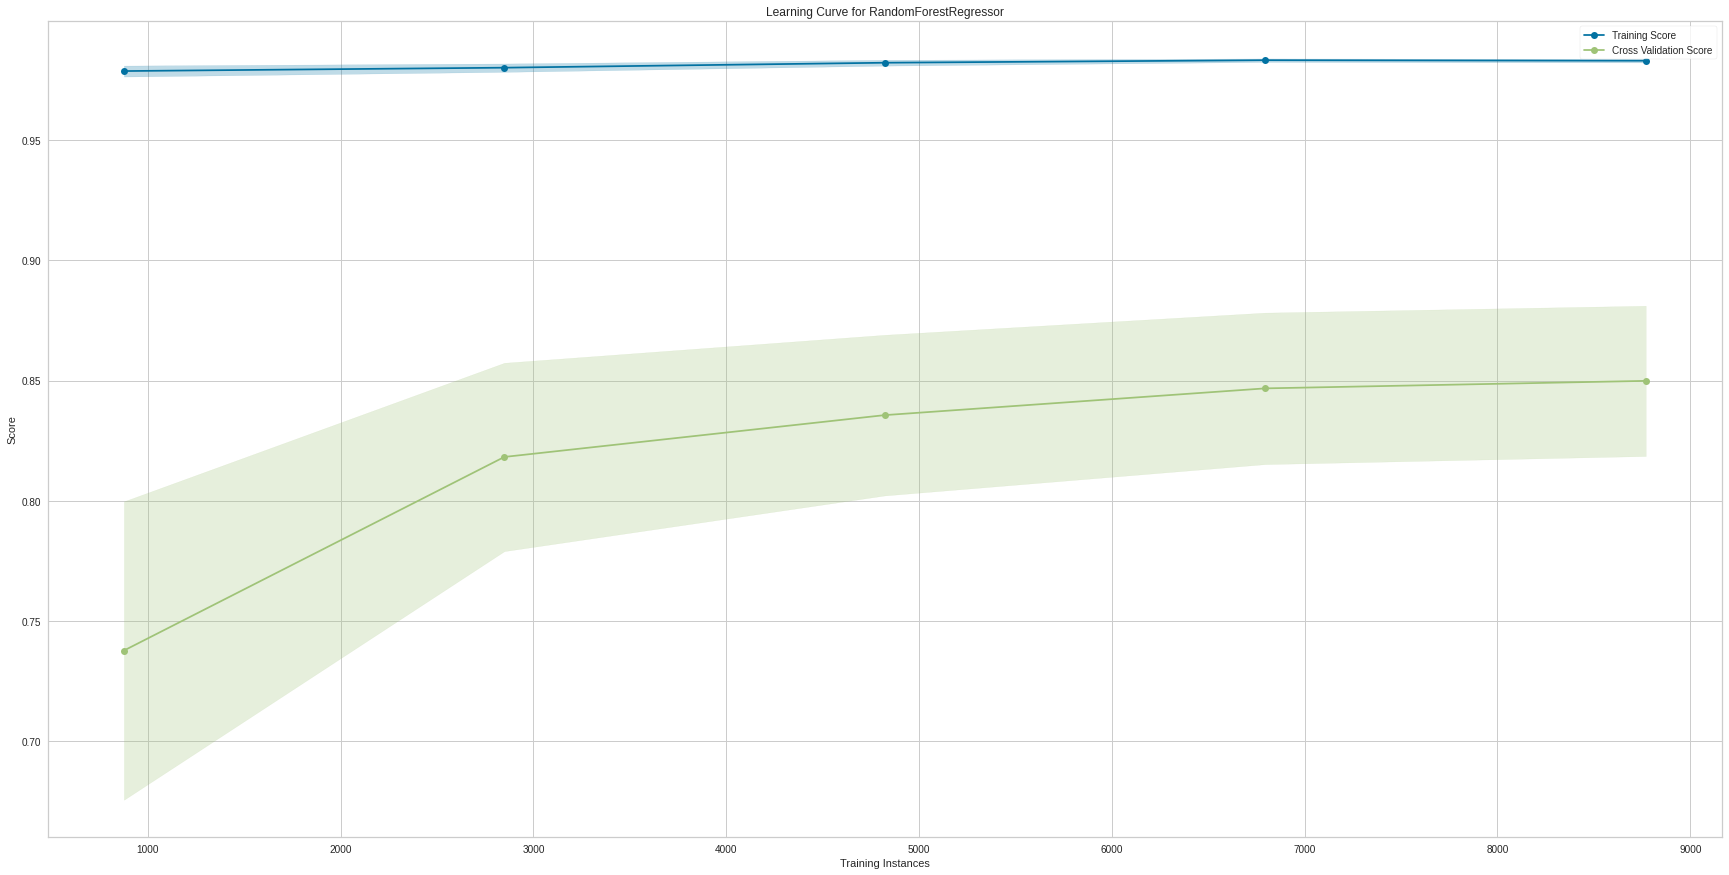 Learning Curve for RandomForestRegressor
Training Score
Cross Validation Score
0.95
0.90
0.85
0.80
0.75
0.70
Score
1000 2000 3000 4000 5000 6000 7000 8000 9000
Training Instances